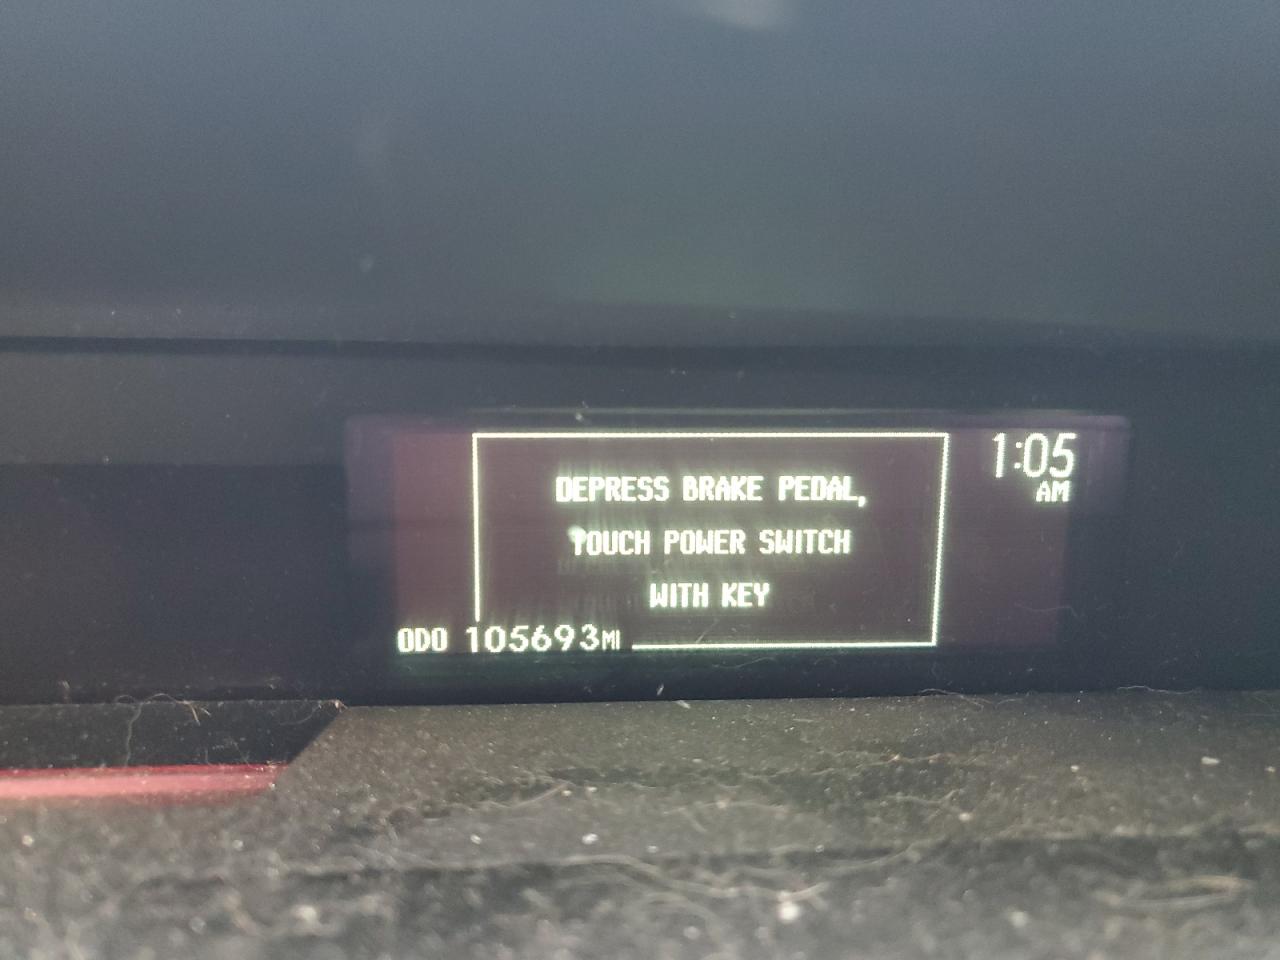 1:05
AM
DEPRESS BRAKE PEDAL,
TOUCH POWER SWITCH
WITH KEY
ODO 105693MI